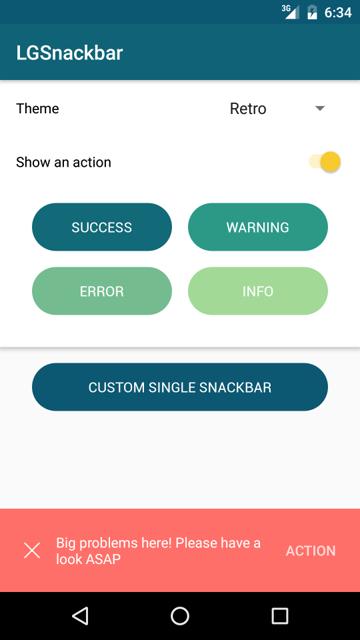 3G 6:34
LGSnackbar
Theme Retro
Show an action
SUCCESS WARNING
ERROR INFO
CUSTOM SINGLE SNACKBAR
Big problems here! Please have a
look ASAP
ACTION